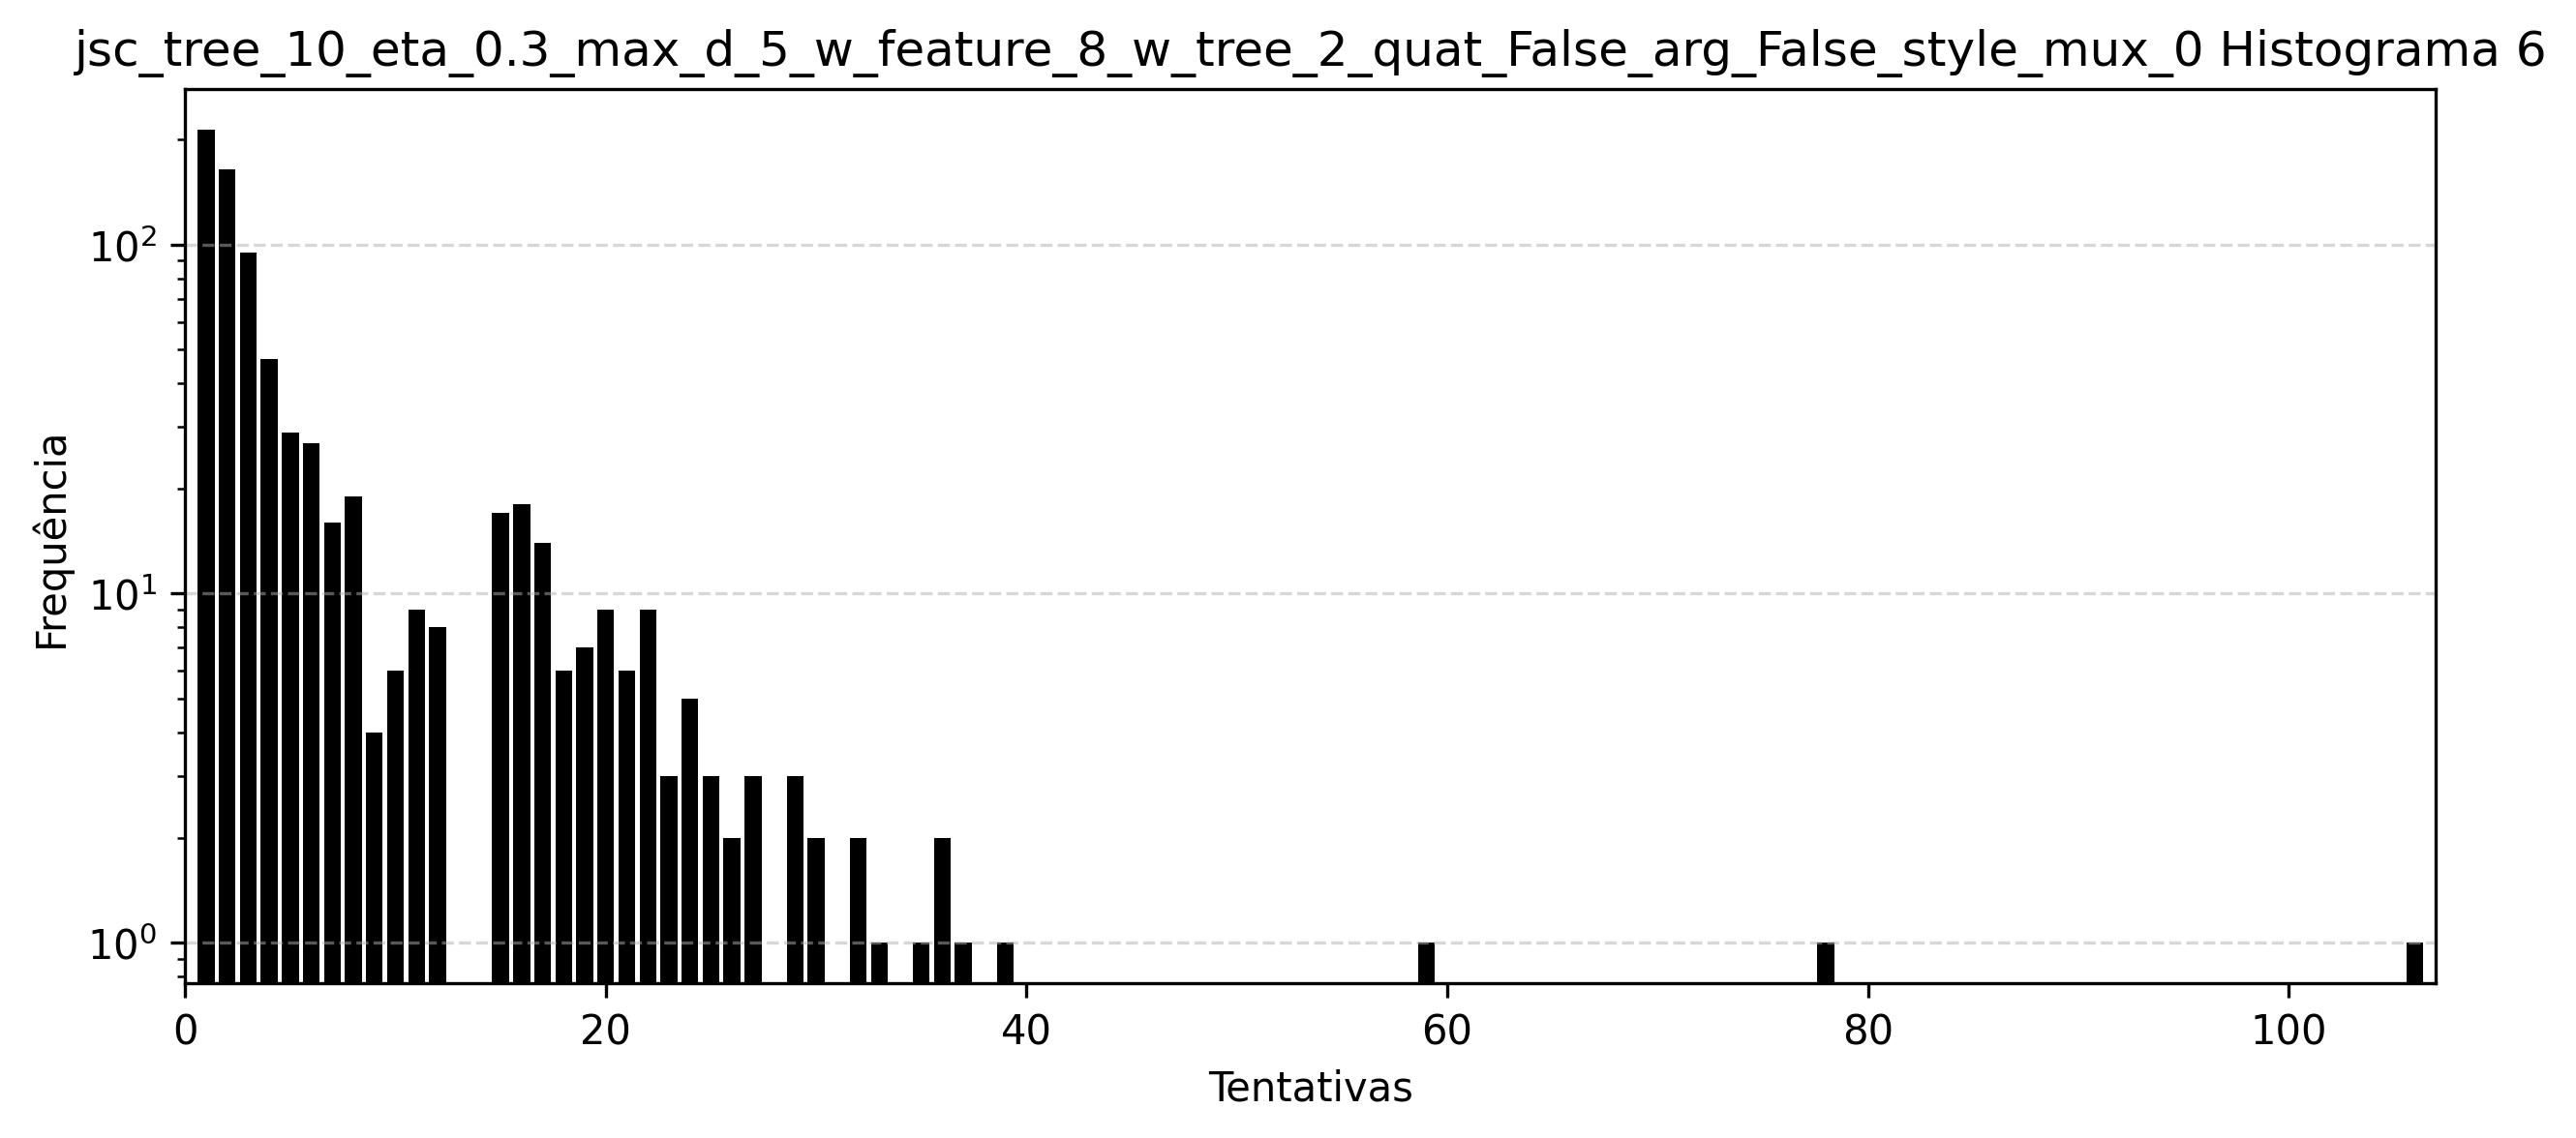 jsc_tree_10_eta_0.3_max_d_5_w_feature_8_w_tree_2_quat_False_arg_False_style_mux_0 Histograma 6
Frequência
10²
10¹
10⁰
0 20 40 60 80 100
Tentativas